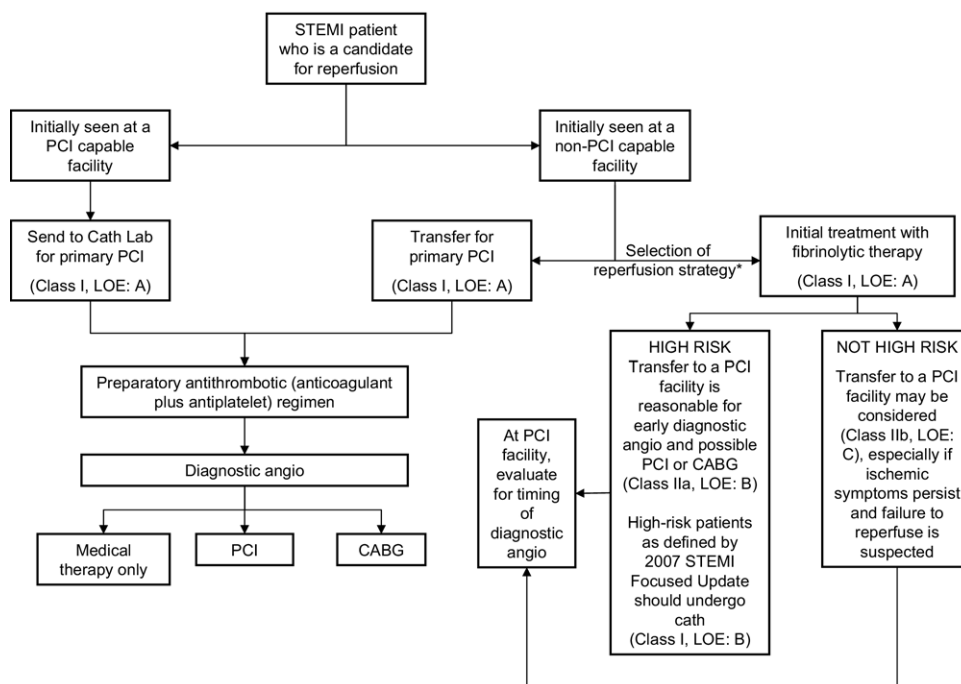 STEMI patient
who is a candidate
for reperfusion
Initially seen at a
PCI capable
facility
Initially seen at a
non-PCI capable
facility
Send to Cath Lab
for primary PCI
(Class I, LOE: A)
Transfer for
primary PCI
(Class I, LOE: A)
Selection of
reperfusion strategy*
Initial treatment with
fibrinolytic therapy
(Class I, LOE: A)
Preparatory antithrombotic (anticoagulant
plus antiplatelet) regimen
Diagnostic angio
Medical
therapy only
PCI
CABG
At PCI
facility,
evaluate
for timing
of
diagnostic
angio
HIGH RISK
Transfer to a PCI
facility is
reasonable for
early diagnostic
angio and possible
PCI or CABG
(Class IIa, LOE: B)
High-risk patients
as defined by
2007 STEMI
Focused Update
should undergo
cath
(Class I, LOE: B)
NOT HIGH RISK
Transfer to a PCI
facility may be
considered
(Class IIb, LOE:
C), especially if
ischemic
symptoms persist
and failure to
reperfuse is
suspected